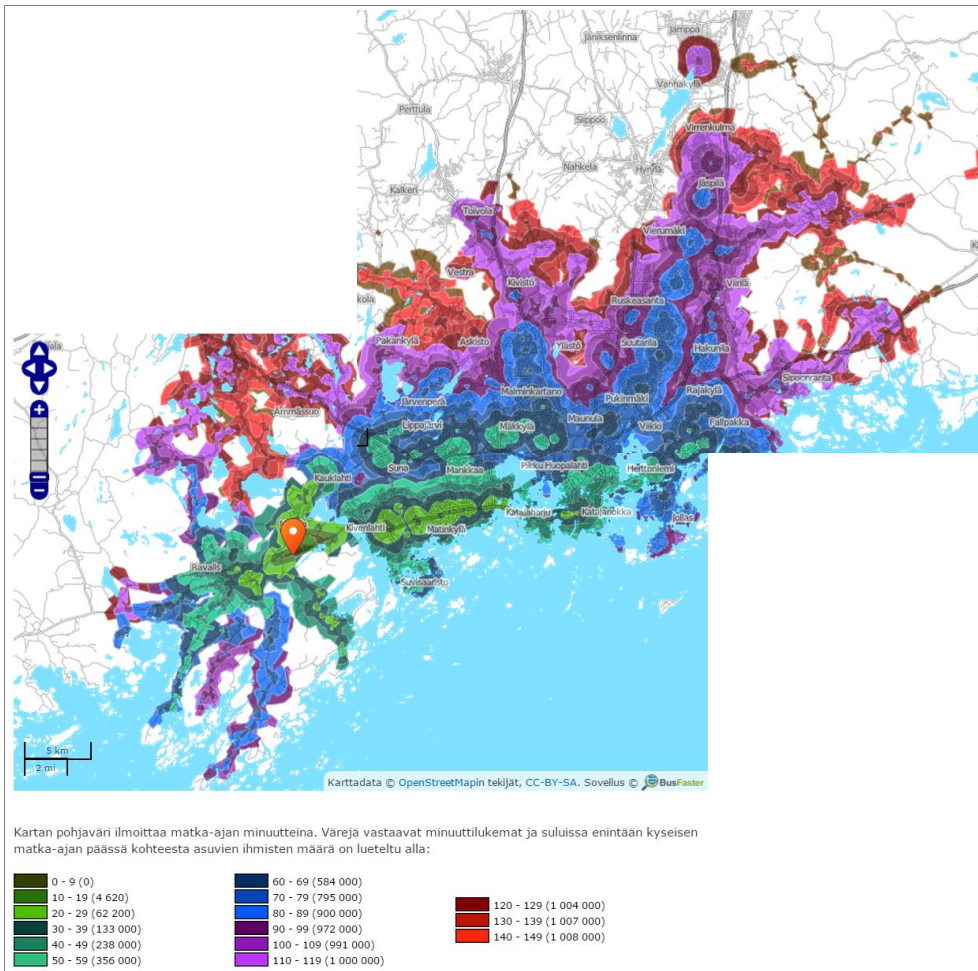 Jäniksenlinna
Jamppa
Vanhakylä
Perttula
Siippoo
Virrenkulma
Nahkela
Hyrylä
Kalkeri
Jäspilä
Toivola
Vierumäki
Vestra
Kivistö
Viirilä
kola
Ruskeasanta
Pakankylä
Askisto
Ylästö
Suutarila
Hakunila
Sipoonranta
Järvenperä
Malminkartano
Pukinmäki
Rajakylä
Ämmässuo
Lippajärvi
Mäkkylä
Maunula
Viikki
Fallpakka
Kauklahti
Suna
Mankkaa
Pikku Huopalahti
Herttoniemi
Kivenlahti
Matinkylä
Katajaharju
Katajanokka
Jollas
Ravalls
Suvisaaristo
5 km
2 mi
Karttadata © OpenStreetMapin tekijät, CC-BY-SA. Sovellus © BusFaster
Kartan pohjaväri ilmoittaa matka-ajan minuutteina. Värejä vastaavat minuuttilukemat ja suluissa enintään kyseisen
matka-ajan päässä kohteesta asuvien ihmisten määrä on lueteltu alla:
0 - 9 (0)
10 - 19 (4 620)
20 - 29 (62 200)
30 - 39 (133 000)
40 - 49 (238 000)
50 - 59 (356 000)
60 - 69 (584 000)
70 - 79 (795 000)
80 - 89 (900 000)
90 - 99 (972 000)
100 - 109 (991 000)
110 - 119 (1 000 000)
120 - 129 (1 004 000)
130 - 139 (1 007 000)
140 - 149 (1 008 000)